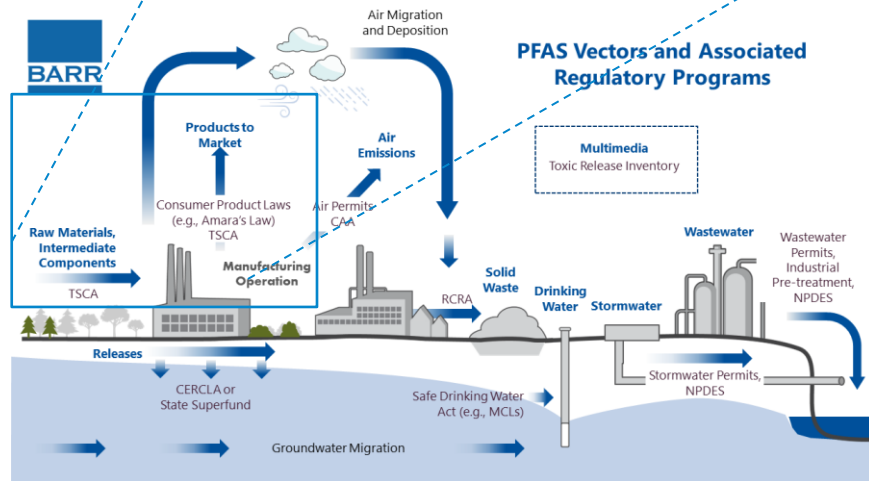 BARR
Air Migration
and Deposition
PFAS Vectors and Associated
Regulatory Programs
Products to
Market
Air
Emissions
Multimedia
Toxic Release Inventory
Consumer Product Laws
(e.g., Amara's Law)
TSCA
Air Permits
CAA
Raw Materials,
Intermediate
Components
TSCA
Manufacturing
Operation
RCRA
Solid
Waste
Drinking
Water
Stormwater
Wastewater
Wastewater
Permits,
Industrial
Pre-treatment,
NPDES
Releases
CERCLA or
State Superfund
Safe Drinking Water
Act (e.g., MCLs)
Stormwater Permits,
NPDES
Groundwater Migration